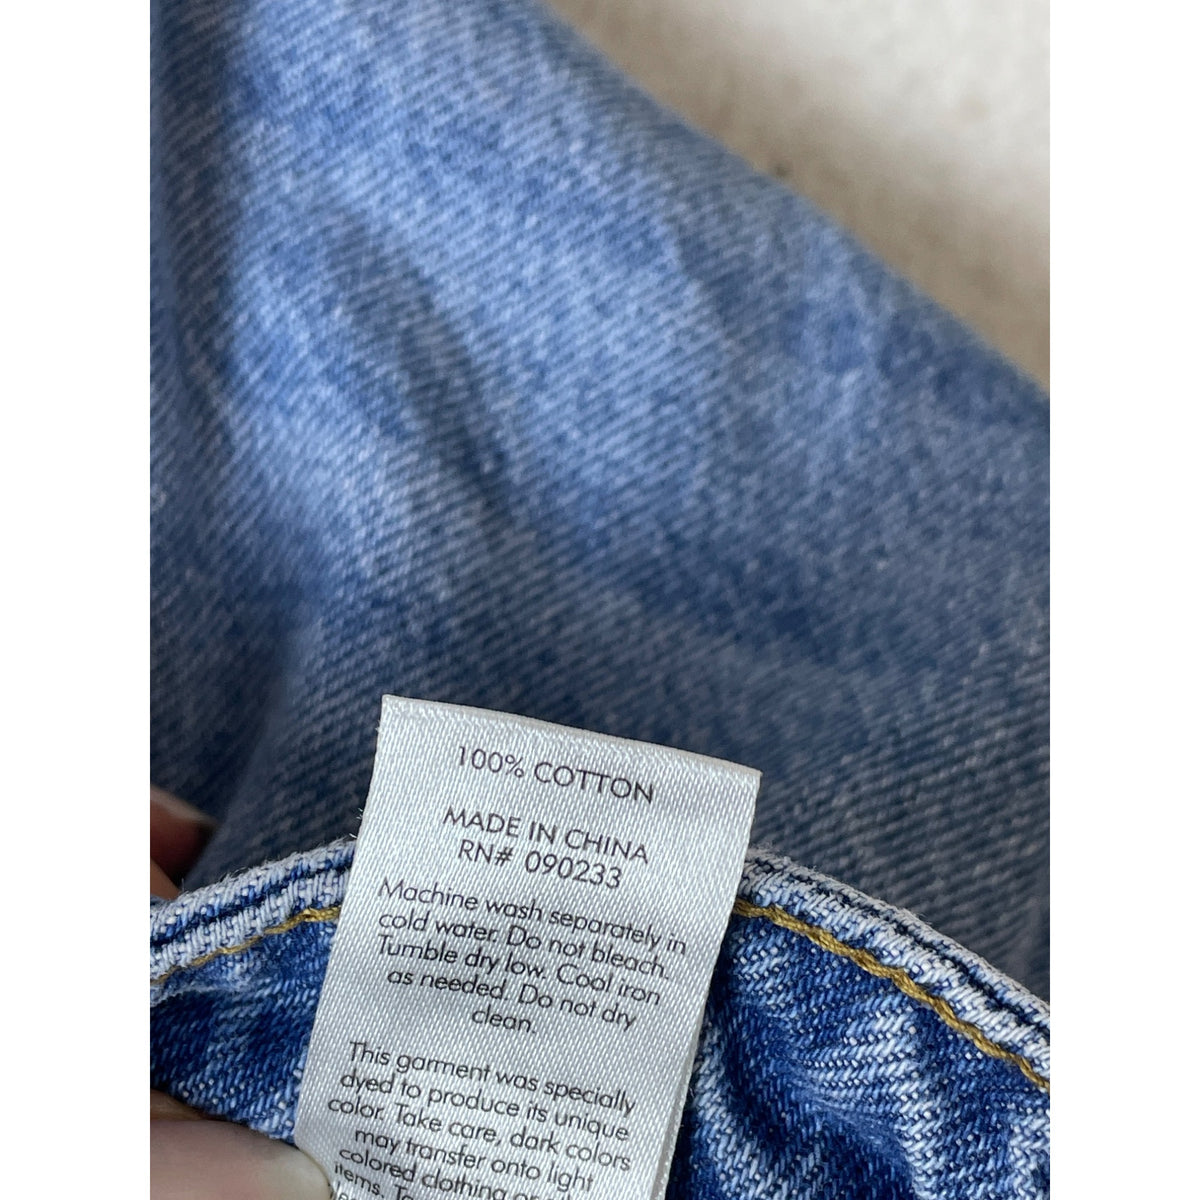 100% COTTON
MADE IN CHINA
RN# 090233
Machine wash separately in
cold water. Do not bleach.
Tumble dry low. Cool iron
as needed. Do not dry
clean.
This garment was specially
dyed to produce its unique
color. Take care, dark colors
may transfer onto light
colored clothing or
items.